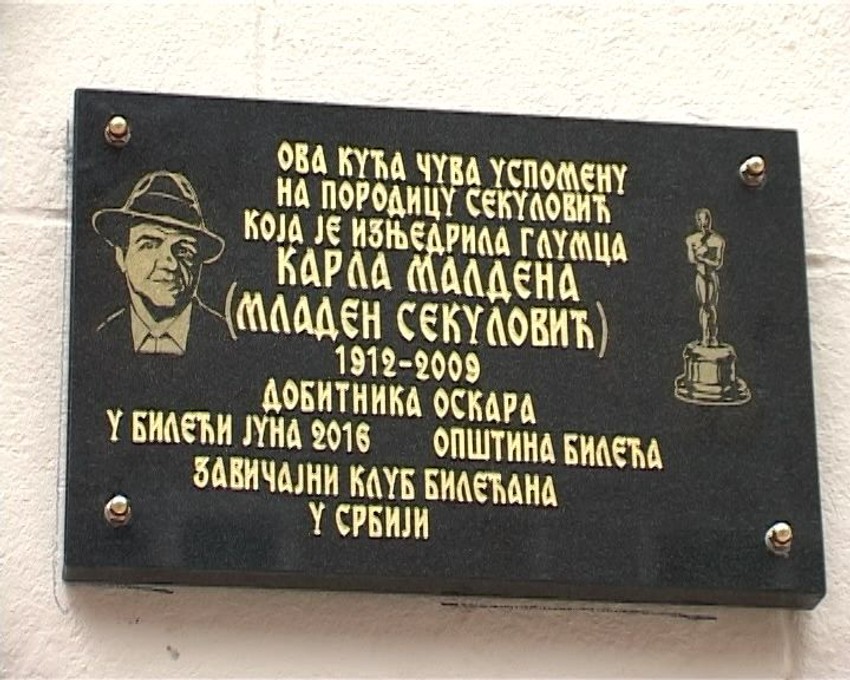 ОВА КУЋА ЧУВА УСПОМЕНУ
НА ПОРОДИЦУ СЕКУЛОВИЋ
КОЈА ЈЕ ИЗЊЕДРИЛА ГЛУМЦА
КАРЛА МАЛДЕНА
(МЛАДЕН СЕКУЛОВИЋ)
1912-2009
ДОБИТНИКА ОСКАРА
У БИЛЕЋИ ЈУНА 2016 ОПШТИНА БИЛЕЋА
ЗАВИЧАЈНИ КЛУБ БИЛЕЋАНА
У СРБИЈИ